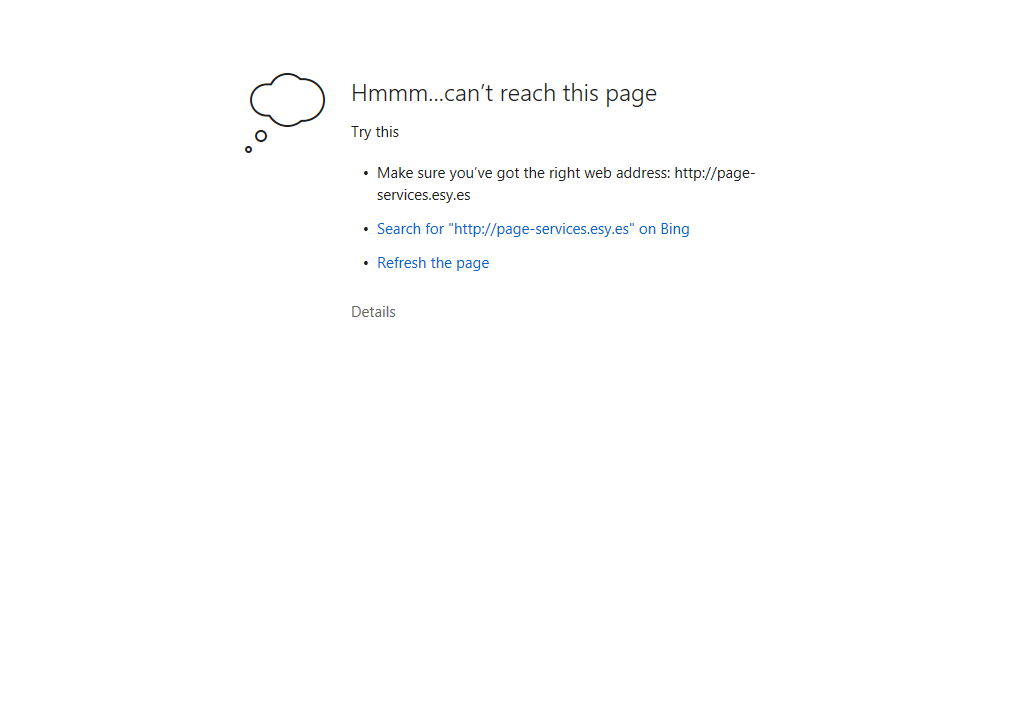 Hmmm...can’t reach this page
Try this
• Make sure you’ve got the right web address: http://page-
services.esy.es
• Search for "http://page-services.esy.es" on Bing
• Refresh the page
Details